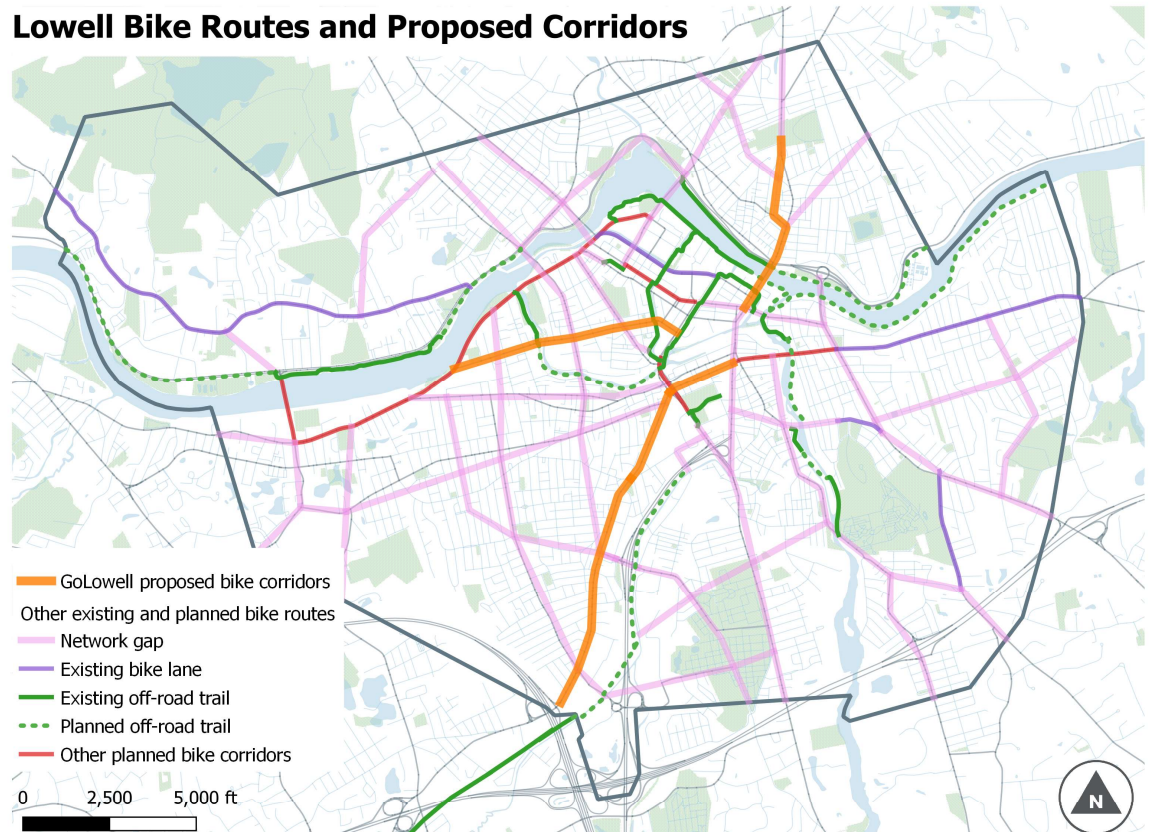 Lowell Bike Routes and Proposed Corridors
GoLowell proposed bike corridors
Other existing and planned bike routes
Network gap
Existing bike lane
Existing off-road trail
Planned off-road trail
Other planned bike corridors
0 2,500 5,000 ft
N